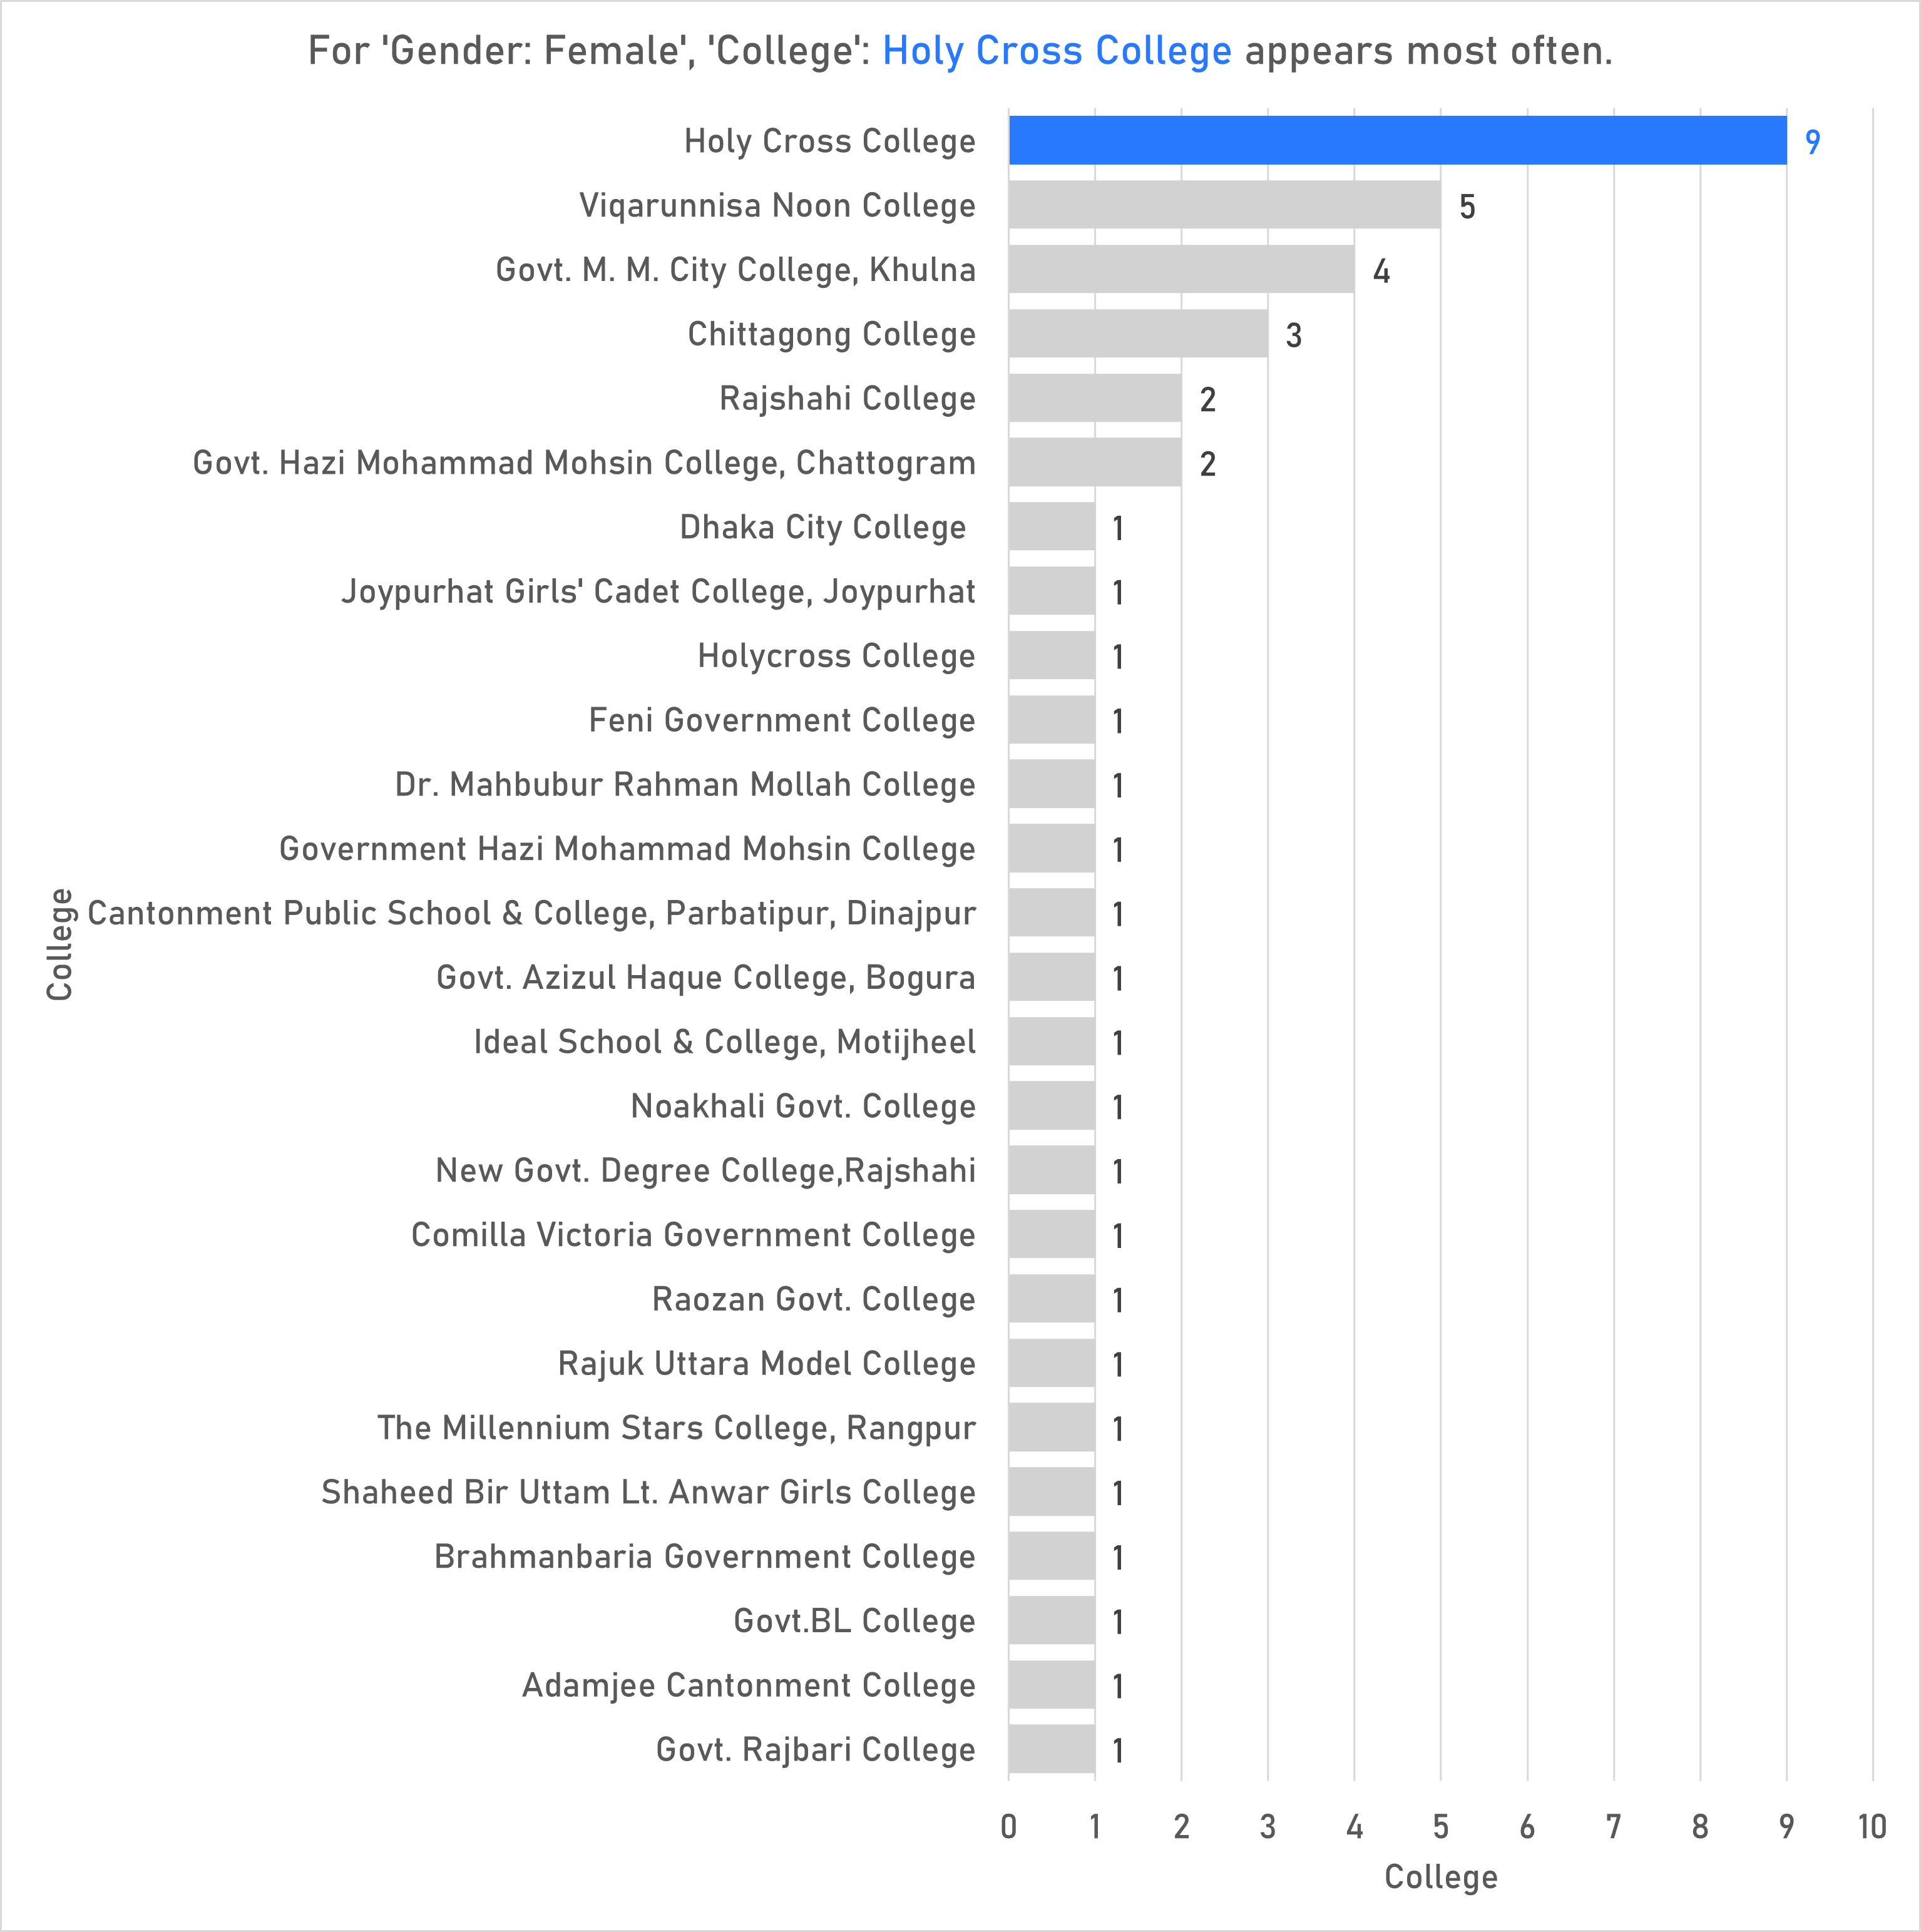 For 'Gender: Female', 'College': Holy Cross College appears most often.
Holy Cross College 9
Viqarunnisa Noon College 5
Govt. M. M. City College, Khulna 4
Chittagong College 3
Rajshahi College 2
Govt. Hazi Mohammad Mohsin College, Chattogram 2
Dhaka City College 1
Joypurhat Girls' Cadet College, Joypurhat 1
Holycross College 1
Feni Government College 1
Dr. Mahbubur Rahman Mollah College 1
Government Hazi Mohammad Mohsin College 1
Cantonment Public School & College, Parbatipur, Dinajpur 1
Govt. Azizul Haque College, Bogura 1
Ideal School & College, Motijheel 1
Noakhali Govt. College 1
New Govt. Degree College,Rajshahi 1
Comilla Victoria Government College 1
Raozan Govt. College 1
Rajuk Uttara Model College 1
The Millennium Stars College, Rangpur 1
Shaheed Bir Uttam Lt. Anwar Girls College 1
Brahmanbaria Government College 1
Govt.BL College 1
Adamjee Cantonment College 1
Govt. Rajbari College 1
College
0 1 2 3 4 5 6 7 8 9 10
College